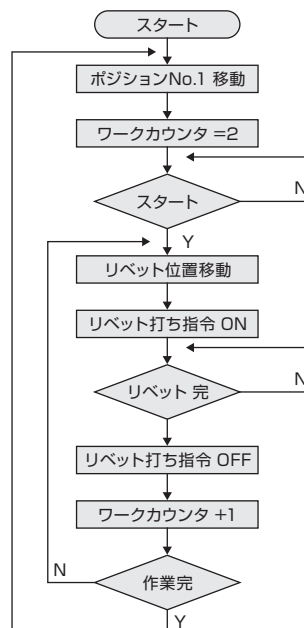 スタート
ポジションNo.1 移動
ワークカウンタ =2
スタート
N
Y
リベット位置移動
リベット打ち指令 ON
リベット 完
N
リベット打ち指令 OFF
ワークカウンタ +1
作業完
N
Y